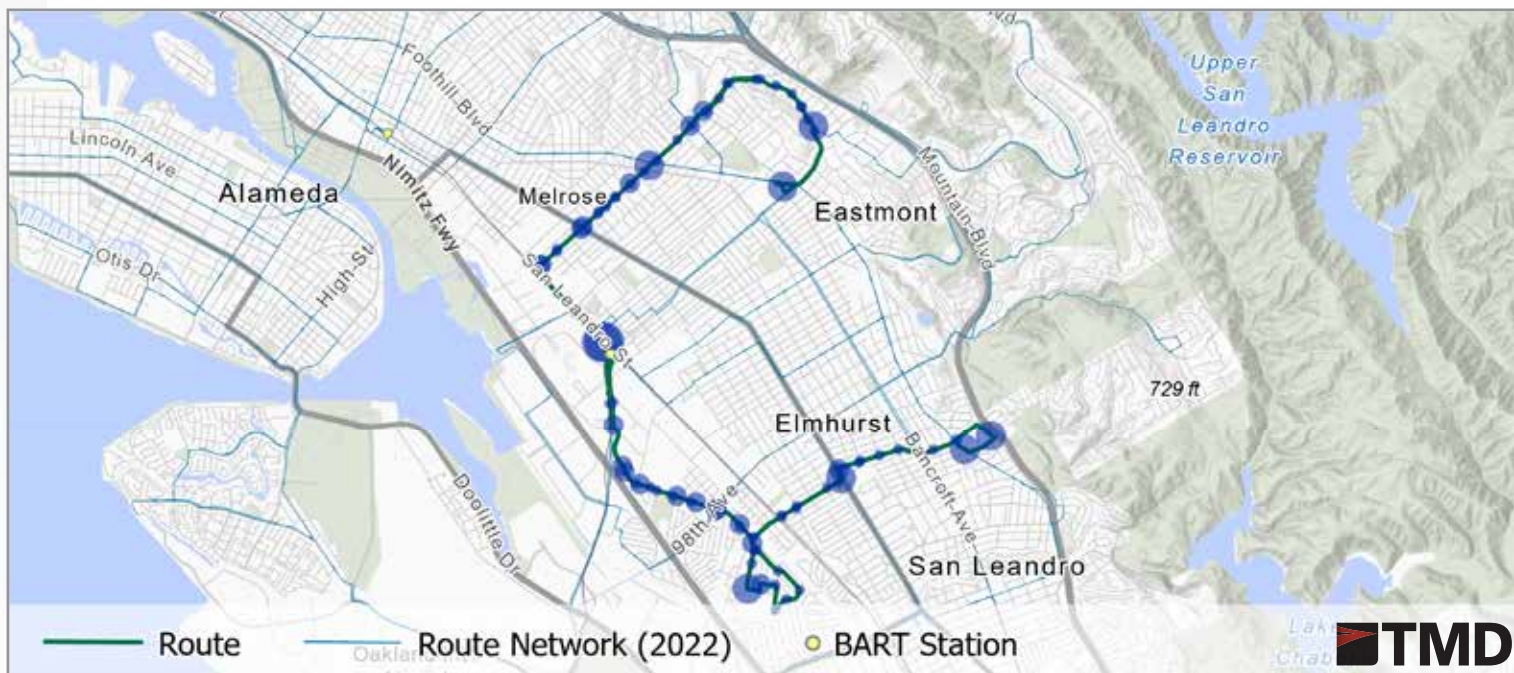 Foothill Blvd
Upper
San
Leandro
Reservoir
Lincoln Ave
Alameda
Nimitz Fwy
Melrose
Mountain Blvd
Eastmont
Otis Dr
High St
San Leandro St
729 ft
Elmhurst
Bancroft Ave
Doolittle Dr
98th Ave
San Leandro
Route
Route Network (2022)
BART Station
Oakland
TMD